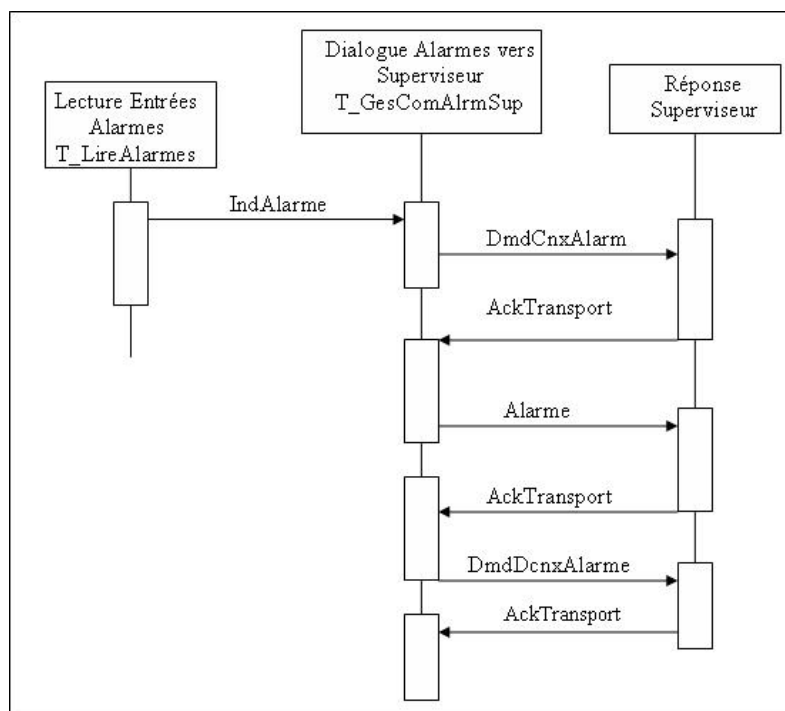 Lecture Entrées
Alarmes
T_LireAlarmes
Dialogue Alarmes vers
Superviseur
T_GesComAlrmSup
Réponse
Superviseur
IndAlarme
DmdCnxAlarm
AckTransport
Alarme
AckTransport
DmdDcnxAlarme
AckTransport